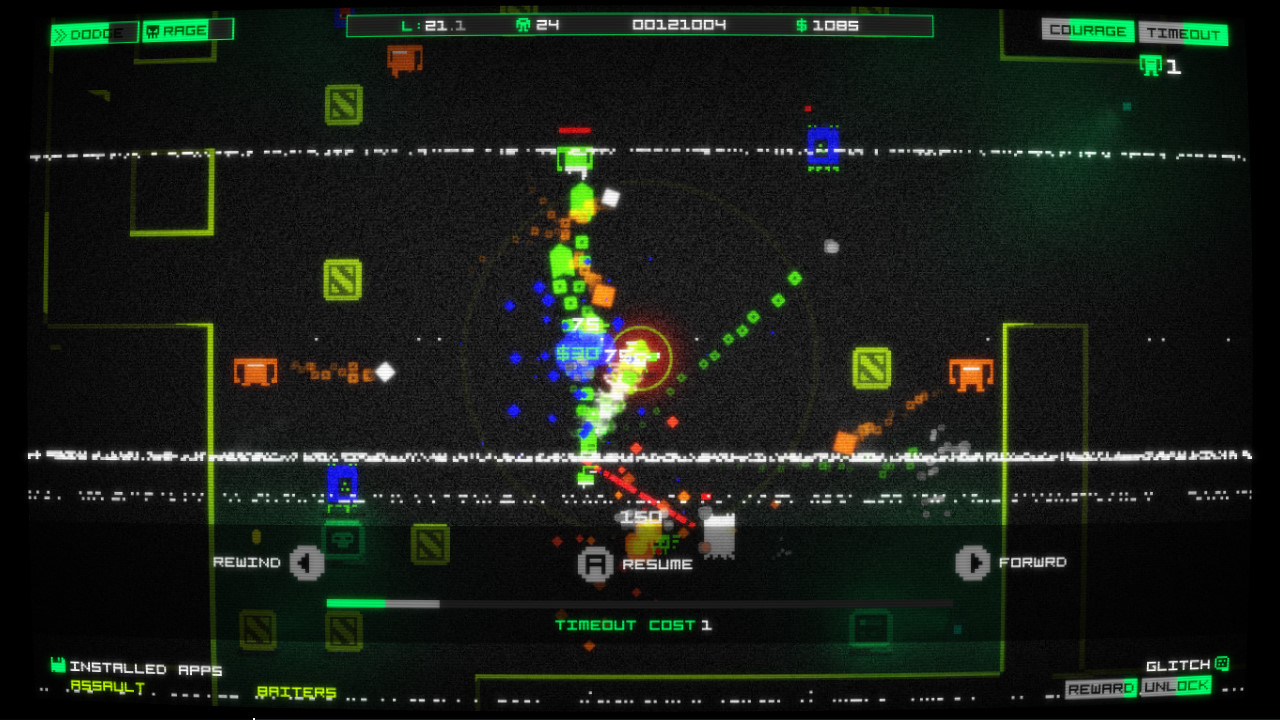 DODGE
RAGE
L:21.1
24
00121004
$ 1085
COURAGE
TIMEOUT
1
75
$30
150
REWIND
A RESUME
FORWRD
TIMEOUT COST 1
INSTALLED APPS
ASSAULT
BAITERS
GLITCH
REWARD UNLOCK